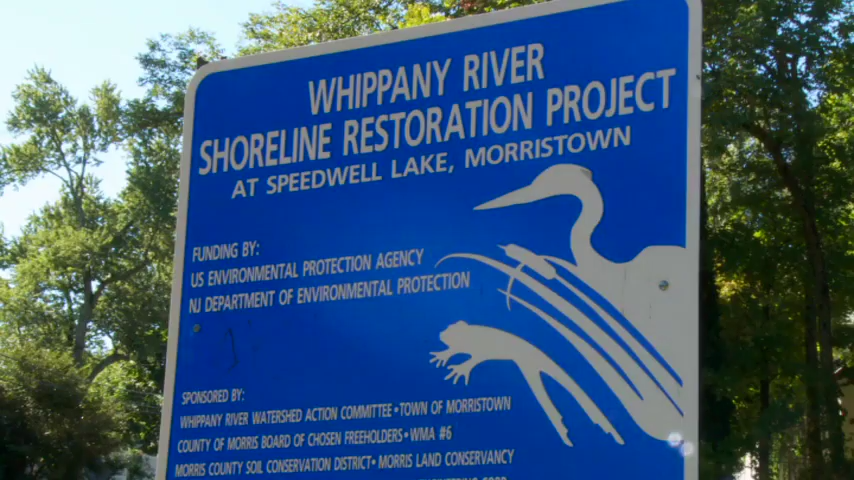 WHIPPANY RIVER
SHORELINE RESTORATION PROJECT
AT SPEEDWELL LAKE, MORRISTOWN
FUNDING BY:
US ENVIRONMENTAL PROTECTION AGENCY
NJ DEPARTMENT OF ENVIRONMENTAL PROTECTION
SPONSORED BY:
WHIPPANY RIVER WATERSHED ACTION COMMITTEE • TOWN OF MORRISTOWN
COUNTY OF MORRIS BOARD OF CHOSEN FREEHOLDERS • WMA #6
MORRIS COUNTY SOIL CONSERVATION DISTRICT • MORRIS LAND CONSERVANCY